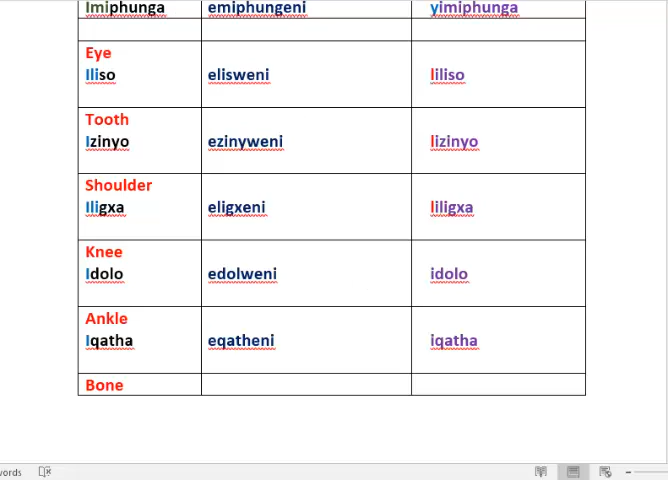 Imiphunga emiphungeni yimiphunga
Eye
Iliso elisweni liliso
Tooth
Izinyo ezinyweni lizinyo
Shoulder
Iligxa eligxeni liligxa
Knee
Idolo edolweni idolo
Ankle
Iqatha eqatheni iqatha
Bone
words